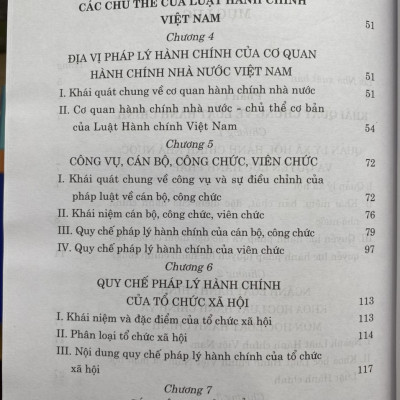 CÁC CHỦ THỂ CỦA LUẬT HÀNH CHÍNH
VIỆT NAM 51
Chương 4
ĐỊA VỊ PHÁP LÝ HÀNH CHÍNH CỦA CƠ QUAN
HÀNH CHÍNH NHÀ NƯỚC VIỆT NAM 51
I. Khái quát chung về cơ quan hành chính nhà nước 51
II. Cơ quan hành chính nhà nước - chủ thể cơ bản
của Luật Hành chính Việt Nam 54
Chương 5
CÔNG VỤ, CÁN BỘ, CÔNG CHỨC, VIÊN CHỨC 72
I. Khái quát chung về công vụ và sự điều chỉnh của
pháp luật về cán bộ, công chức 72
II. Khái niệm cán bộ, công chức, viên chức 76
III. Quy chế pháp lý hành chính của cán bộ, công chức 79
IV. Quy chế pháp lý hành chính của viên chức 97
Chương 6
QUY CHẾ PHÁP LÝ HÀNH CHÍNH
CỦA TỔ CHỨC XÃ HỘI 113
I. Khái niệm và đặc điểm của tổ chức xã hội 113
II. Phân loại tổ chức xã hội 114
III. Nội dung quy chế pháp lý hành chính của tổ chức
xã hội 117
Chương 7